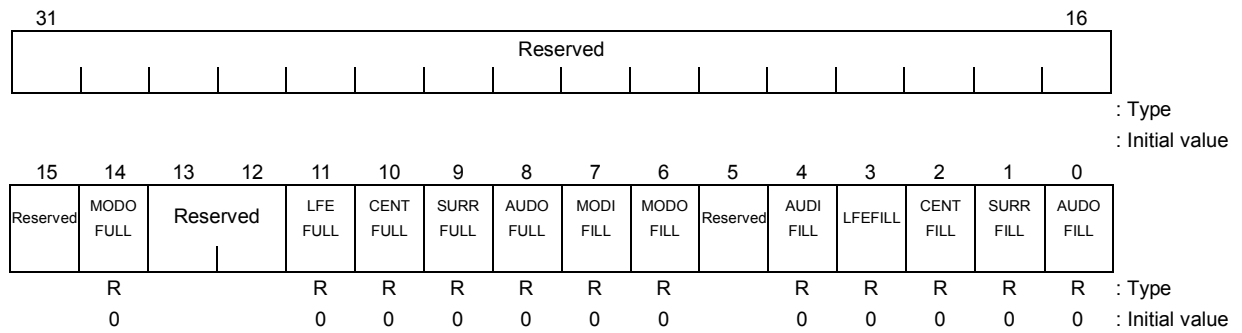 31 16
Reserved
: Type
: Initial value
15 14 13 12 11 10 9 8 7 6 5 4 3 2 1 0
Reserved MODO FULL Reserved LFE FULL CENT FULL SURR FULL AUDO FULL MODI FILL MODO FILL Reserved AUDI FILL LFEFILL CENT FILL SURR FILL AUDO FILL
R R R R R R R R R R R R : Type
0 0 0 0 0 0 0 0 0 0 0 0 : Initial value